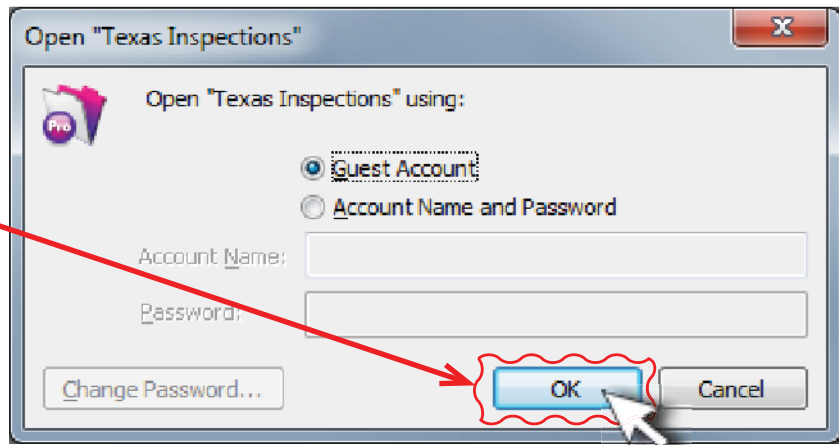 Open "Texas Inspections"
Pro
Open "Texas Inspections" using:
Guest Account
Account Name and Password
Account Name:
Password:
Change Password...
OK
Cancel